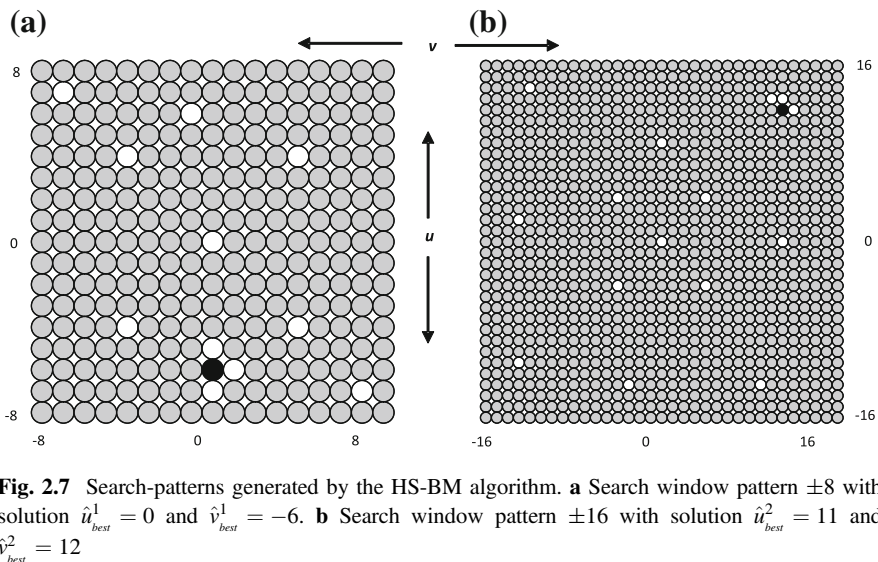 (a)
(b)
v
8
16
u
0
0
-8
-16
-8
0
8
-16
0
16
Fig. 2.7 Search-patterns generated by the HS-BM algorithm. a Search window pattern ±8 with
solution û¹best = 0 and v̂¹best = −6. b Search window pattern ±16 with solution û²best = 11 and
v̂²best = 12